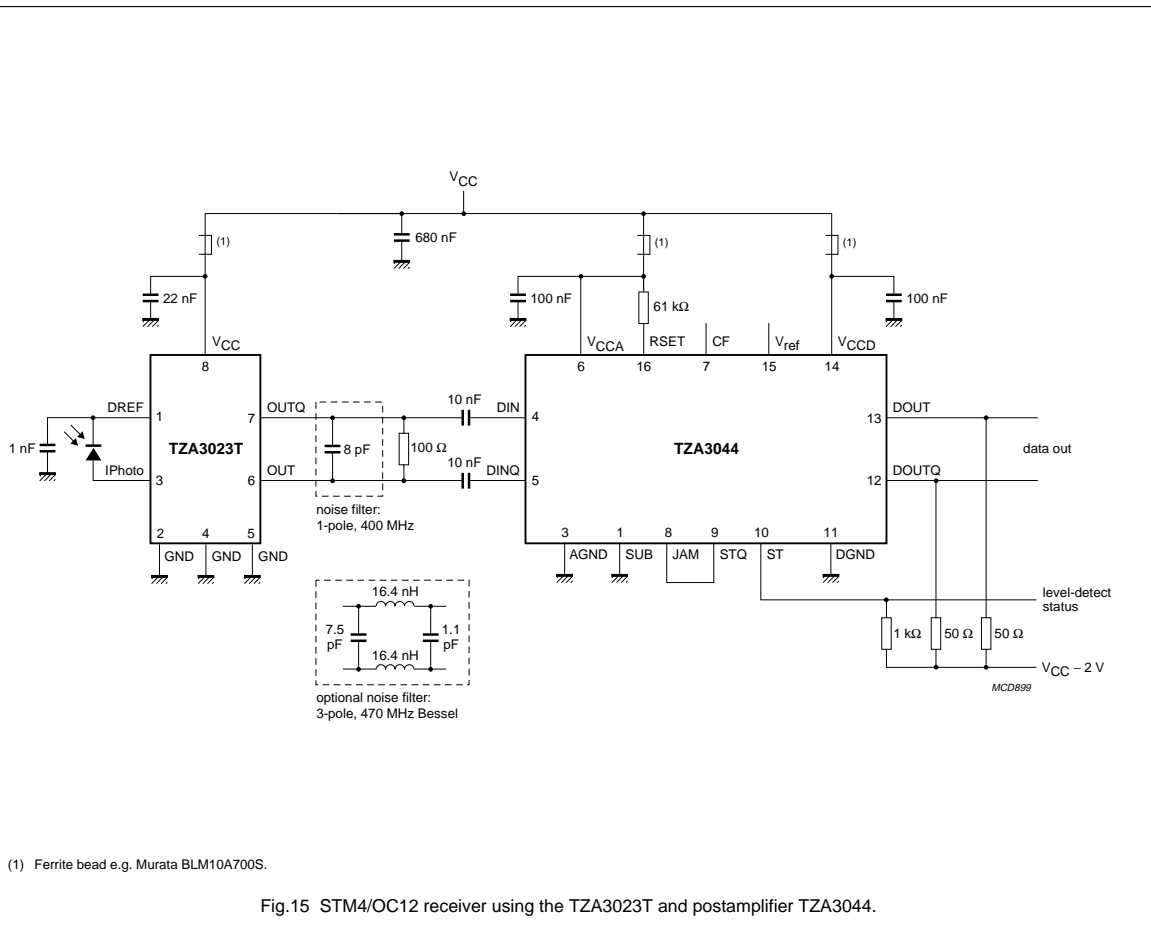 VCC
(1)
680 nF
(1)
(1)
22 nF
100 nF
61 kΩ
100 nF
VCC
VCCA
RSET
CF
Vref
VCCD
8
6
16
7
15
14
DREF
1
7
OUTQ
10 nF
DIN
4
13
DOUT
1 nF
TZA3023T
8 pF
100 Ω
TZA3044
data out
IPhoto
3
6
OUT
10 nF
DINQ
5
12
DOUTQ
noise filter:
1-pole, 400 MHz
2
4
5
GND
GND
GND
3
1
8
9
10
11
AGND
SUB
JAM
STQ
ST
DGND
16.4 nH
7.5
pF
1.1
pF
16.4 nH
optional noise filter:
3-pole, 470 MHz Bessel
level-detect
status
1 kΩ
50 Ω
50 Ω
VCC − 2 V
MCD899
(1) Ferrite bead e.g. Murata BLM10A700S.
Fig.15 STM4/OC12 receiver using the TZA3023T and postamplifier TZA3044.